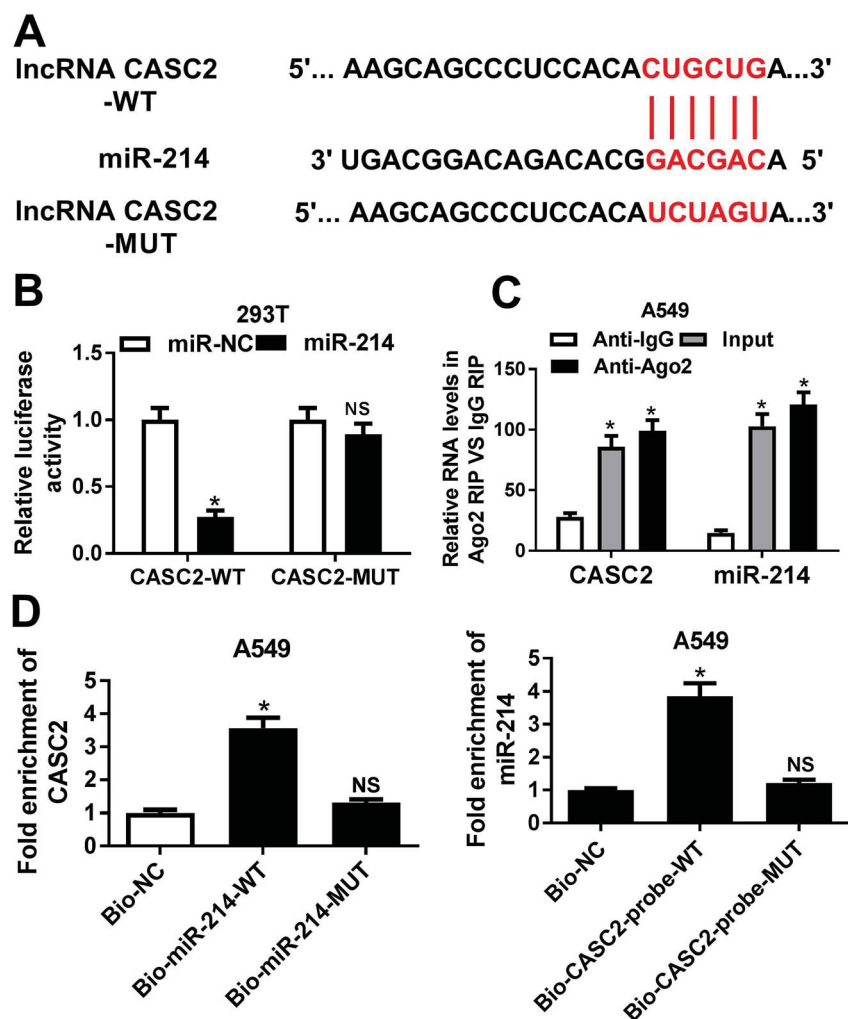 A
lncRNA CASC2
-WT
5'... AAGCAGCCCUCCACACUGCUGA...3'
miR-214
3' UGACGGACAGACACGGACGACA 5'
lncRNA CASC2
-MUT
5'... AAGCAGCCCUCCACAUCUAGUA...3'
B
293T
miR-NC miR-214
Relative luciferase
activity
1.5
1.0
0.5
0.0
*
NS
CASC2-WT CASC2-MUT
C
A549
Anti-IgG Input
Anti-Ago2
Relative RNA levels in
Ago2 RIP VS IgG RIP
150
100
50
0
* *
* *
CASC2 miR-214
D
A549
Fold enrichment of
CASC2
5
4
3
2
1
0
*
NS
Bio-NC
Bio-miR-214-WT
Bio-miR-214-MUT
A549
Fold enrichment of
miR-214
5
4
3
2
1
0
*
NS
Bio-NC
Bio-CASC2-probe-WT
Bio-CASC2-probe-MUT